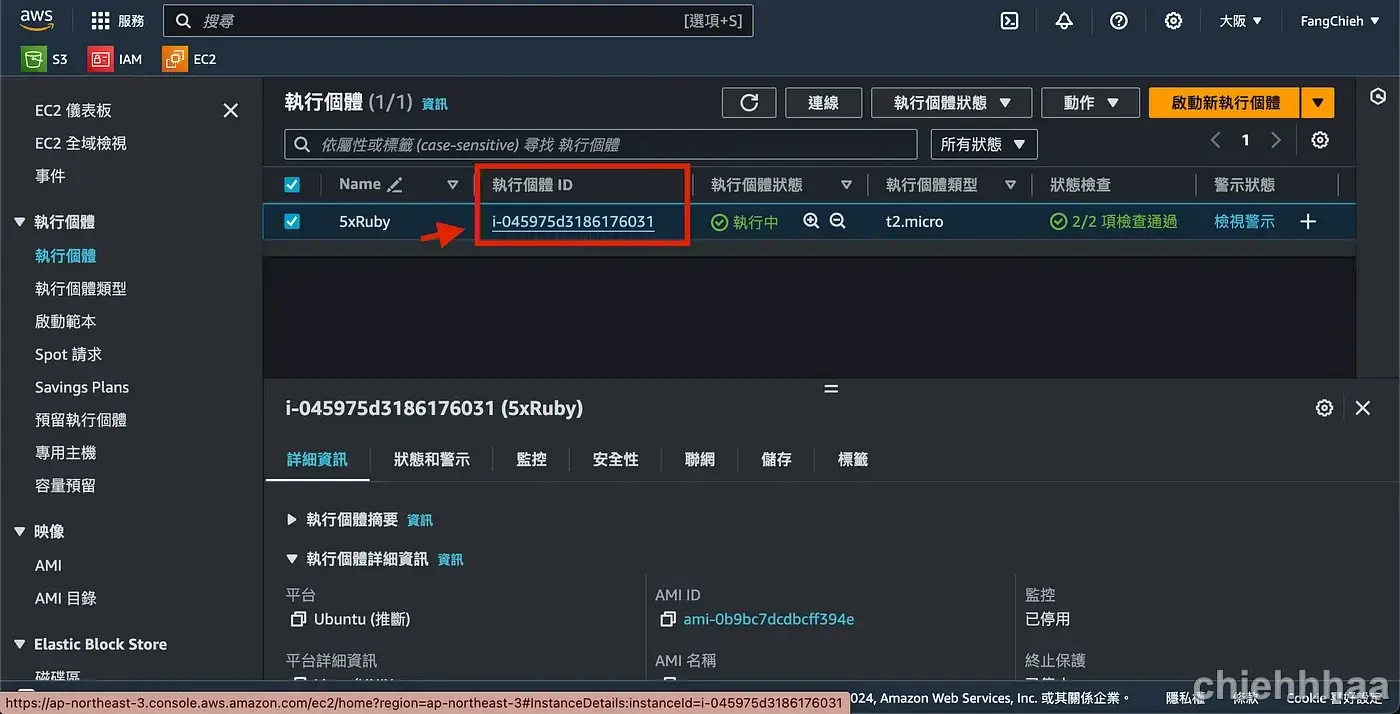 aws 服務 搜尋 [選項+S] 大阪 FangChieh
S3 IAM EC2
EC2 儀表板
EC2 全域檢視
事件
執行個體
執行個體
執行個體類型
啟動範本
Spot 請求
Savings Plans
預留執行個體
專用主機
容量預留
映像
AMI
AMI 目錄
Elastic Block Store
磁碟區
執行個體 (1/1) 資訊 連線 執行個體狀態 動作 啟動新執行個體
依屬性或標籤 (case-sensitive) 尋找 執行個體 所有狀態 1
Name 執行個體 ID 執行個體狀態 執行個體類型 狀態檢查 警示狀態
5xRuby i-045975d3186176031 執行中 t2.micro 2/2 項檢查通過 檢視警示
i-045975d3186176031 (5xRuby)
詳細資訊 狀態和警示 監控 安全性 聯網 儲存 標籤
執行個體摘要 資訊
執行個體詳細資訊 資訊
平台 AMI ID 監控
Ubuntu (推斷) ami-0b9bc7dcdbcff394e 已停用
平台詳細資訊 AMI 名稱 終止保護
https://ap-northeast-3.console.aws.amazon.com/ec2/home?region=ap-northeast-3#InstanceDetails:instanceId=i-045975d3186176031 024, Amazon Web Services, Inc. 或其關係企業。 隱私權 條款 Cookie 喜好設定
chiehhhaa